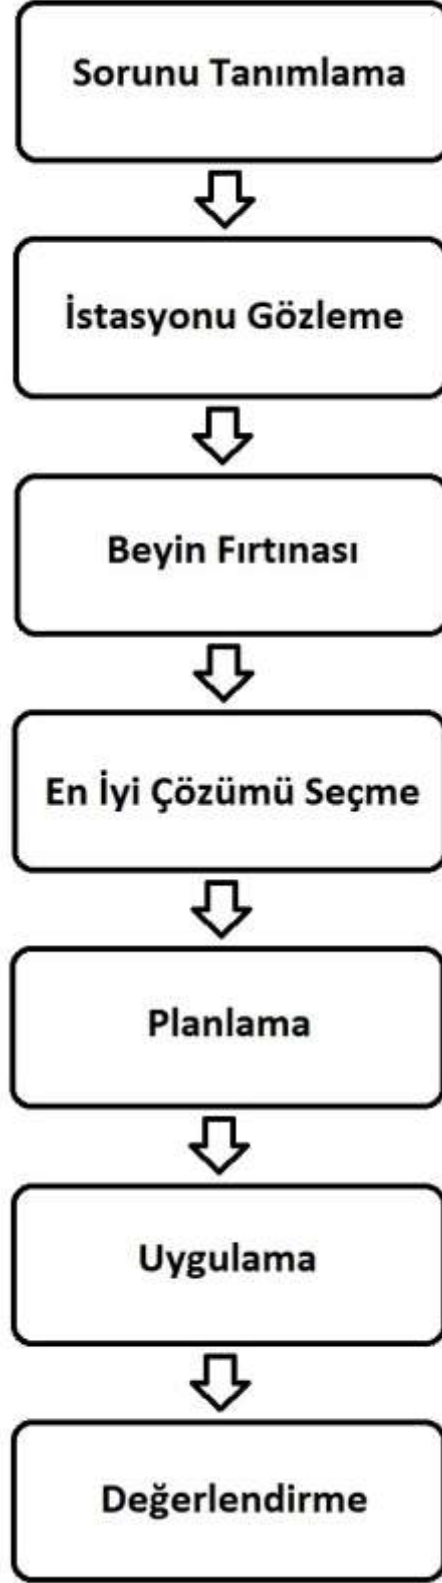 Sorunu Tanımlama
İstasyonu Gözleme
Beyin Fırtınası
En İyi Çözümü Seçme
Planlama
Uygulama
Değerlendirme